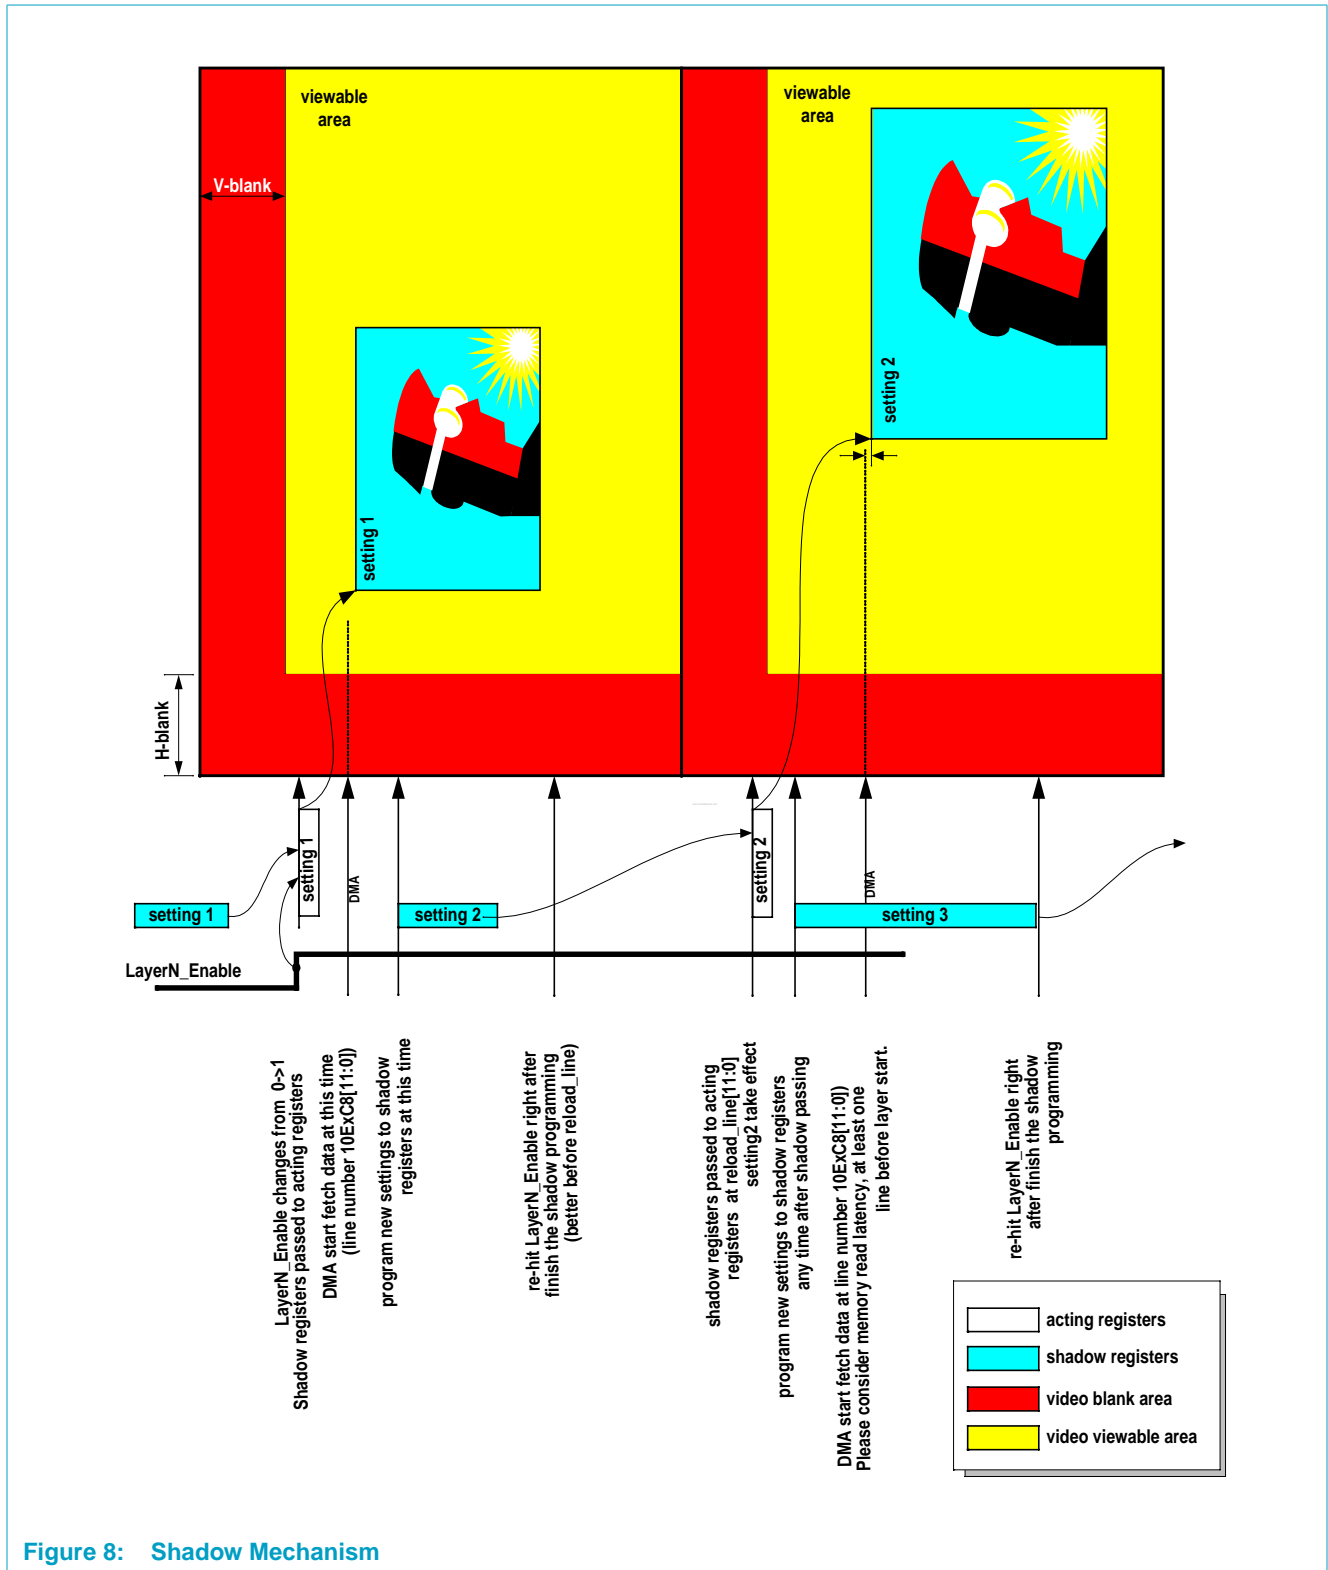 viewable
area
viewable
area
V-blank
setting 2
setting 1
H-blank
setting 1
setting 2
DMA
DMA
setting 1
setting 2
setting 3
LayerN_Enable
LayerN_Enable changes from 0->1
Shadow registers passed to acting registers
DMA start fetch data at this time
(line number 10ExC8[11:0])
program new settings to shadow
registers at this time
re-hit LayerN_Enable right after
finish the shadow programming
(better before reload_line)
shadow registers passed to acting
registers at reload_line[11:0]
setting2 take effect
program new settings to shadow registers
any time after shadow passing
DMA start fetch data at line number 10ExC8[11:0])
Please consider memory read latency, at least one
line before layer start.
re-hit LayerN_Enable right
after finish the shadow
programming
acting registers
shadow registers
video blank area
video viewable area
Figure 8: Shadow Mechanism